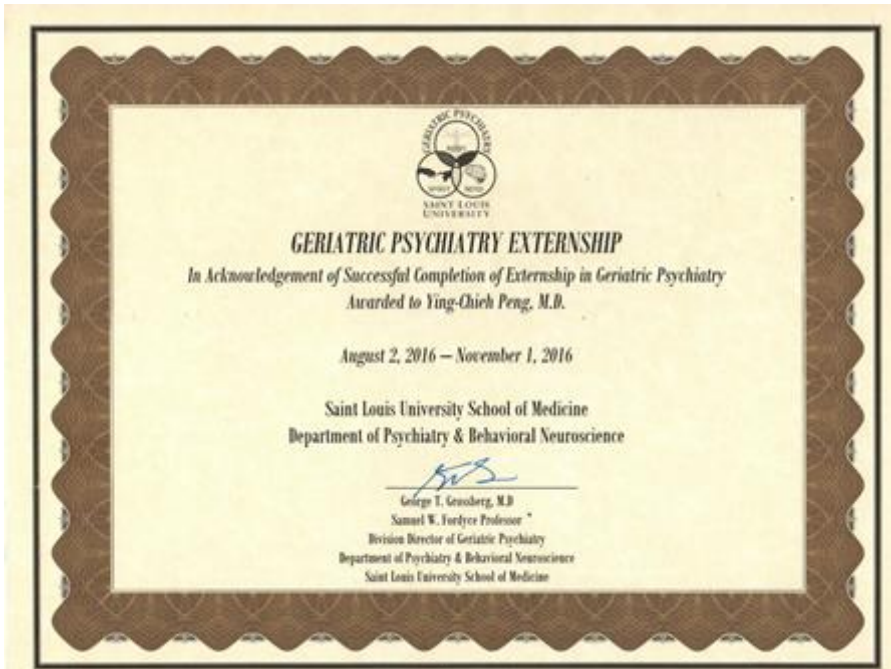 GERIATRIC PSYCHIATRY
BODY
SPIRIT MIND
SAINT LOUIS
UNIVERSITY
GERIATRIC PSYCHIATRY EXTERNSHIP
In Acknowledgement of Successful Completion of Externship in Geriatric Psychiatry
Awarded to Ying-Chieh Peng, M.D.
August 2, 2016 — November 1, 2016
Saint Louis University School of Medicine
Department of Psychiatry & Behavioral Neuroscience
George T. Grossberg, M.D
Samuel W. Fordyce Professor
Division Director of Geriatric Psychiatry
Department of Psychiatry & Behavioral Neuroscience
Saint Louis University School of Medicine